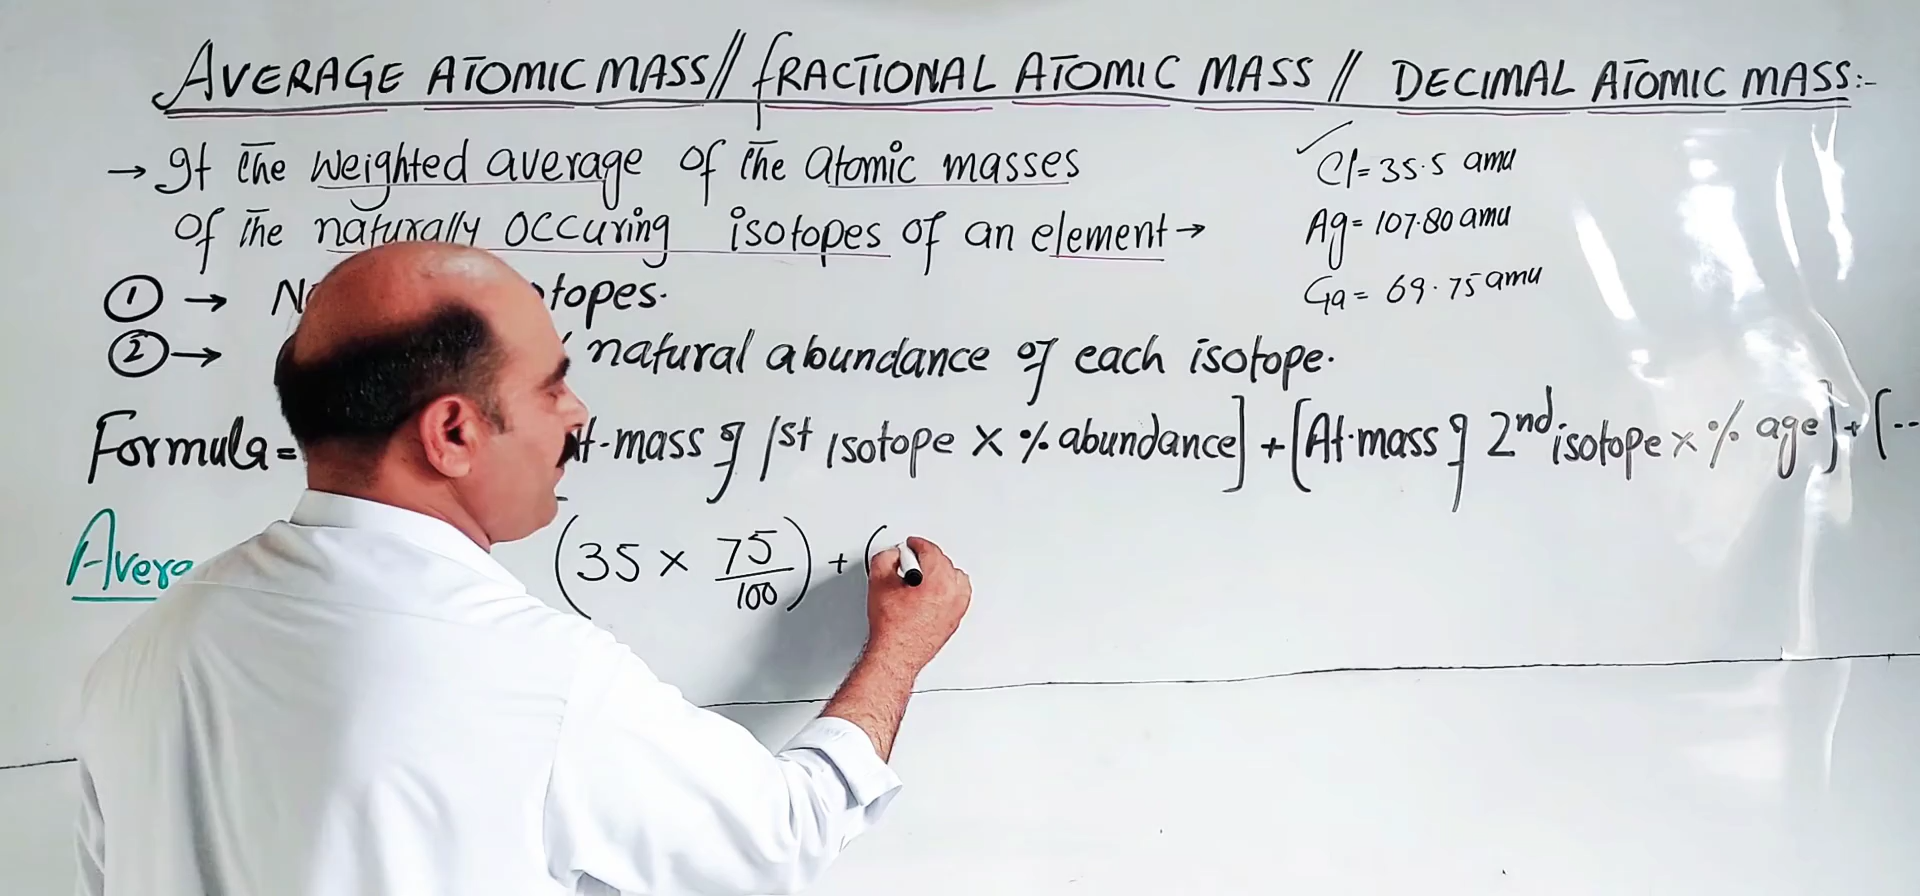 AVERAGE ATOMIC MASS // fRACTIONAL ATOMIC MASS // DECIMAL ATOMIC MASS:-
→ It the weighted average of the atomic masses
of the naturally occuring isotopes of an element →
Cl = 35.5 amu
Ag = 107.80 amu
Ga = 69.75 amu
① →
② → natural abundance of each isotope.
Formula = At-mass of 1st isotope × % abundance] + [At.mass of 2nd isotope × % age] + [...
(35 × 75/100) + (